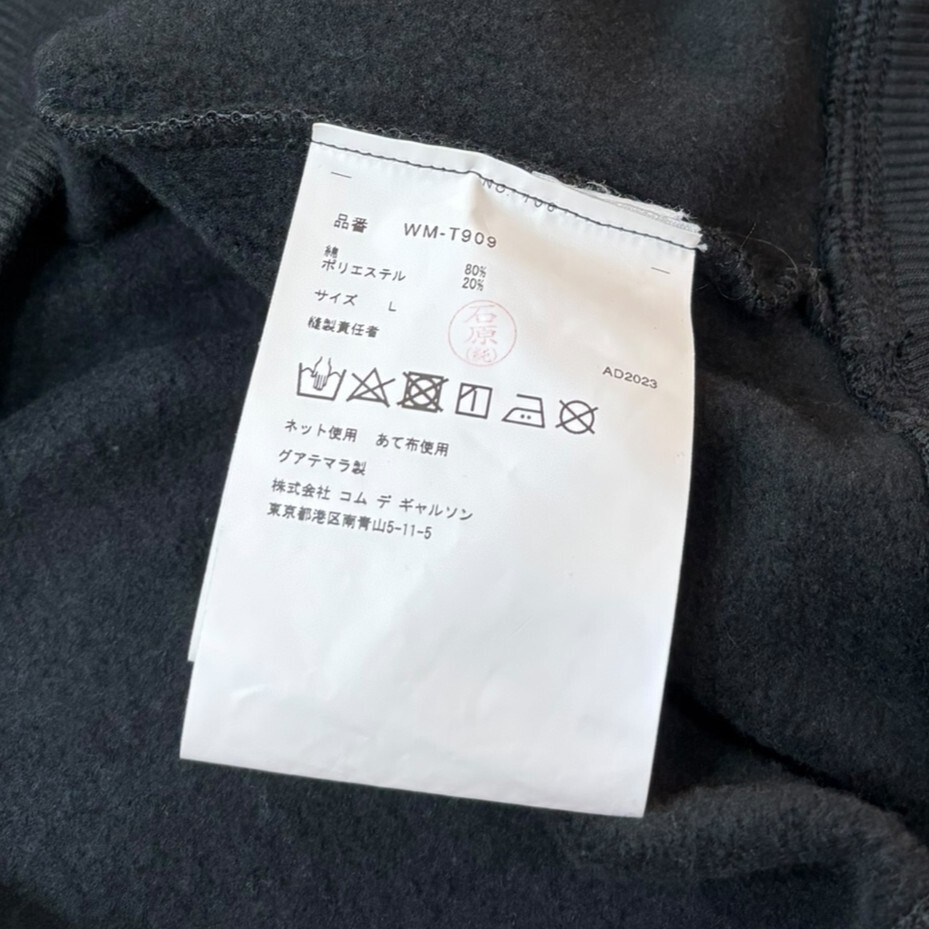 品番 WM-T909
綿 80%
ポリエステル 20%
サイズ L
縫製責任者
石原
AD2023
ネット使用 あて布使用
グアテマラ製
株式会社 コム デ ギャルソン
東京都港区南青山5-11-5